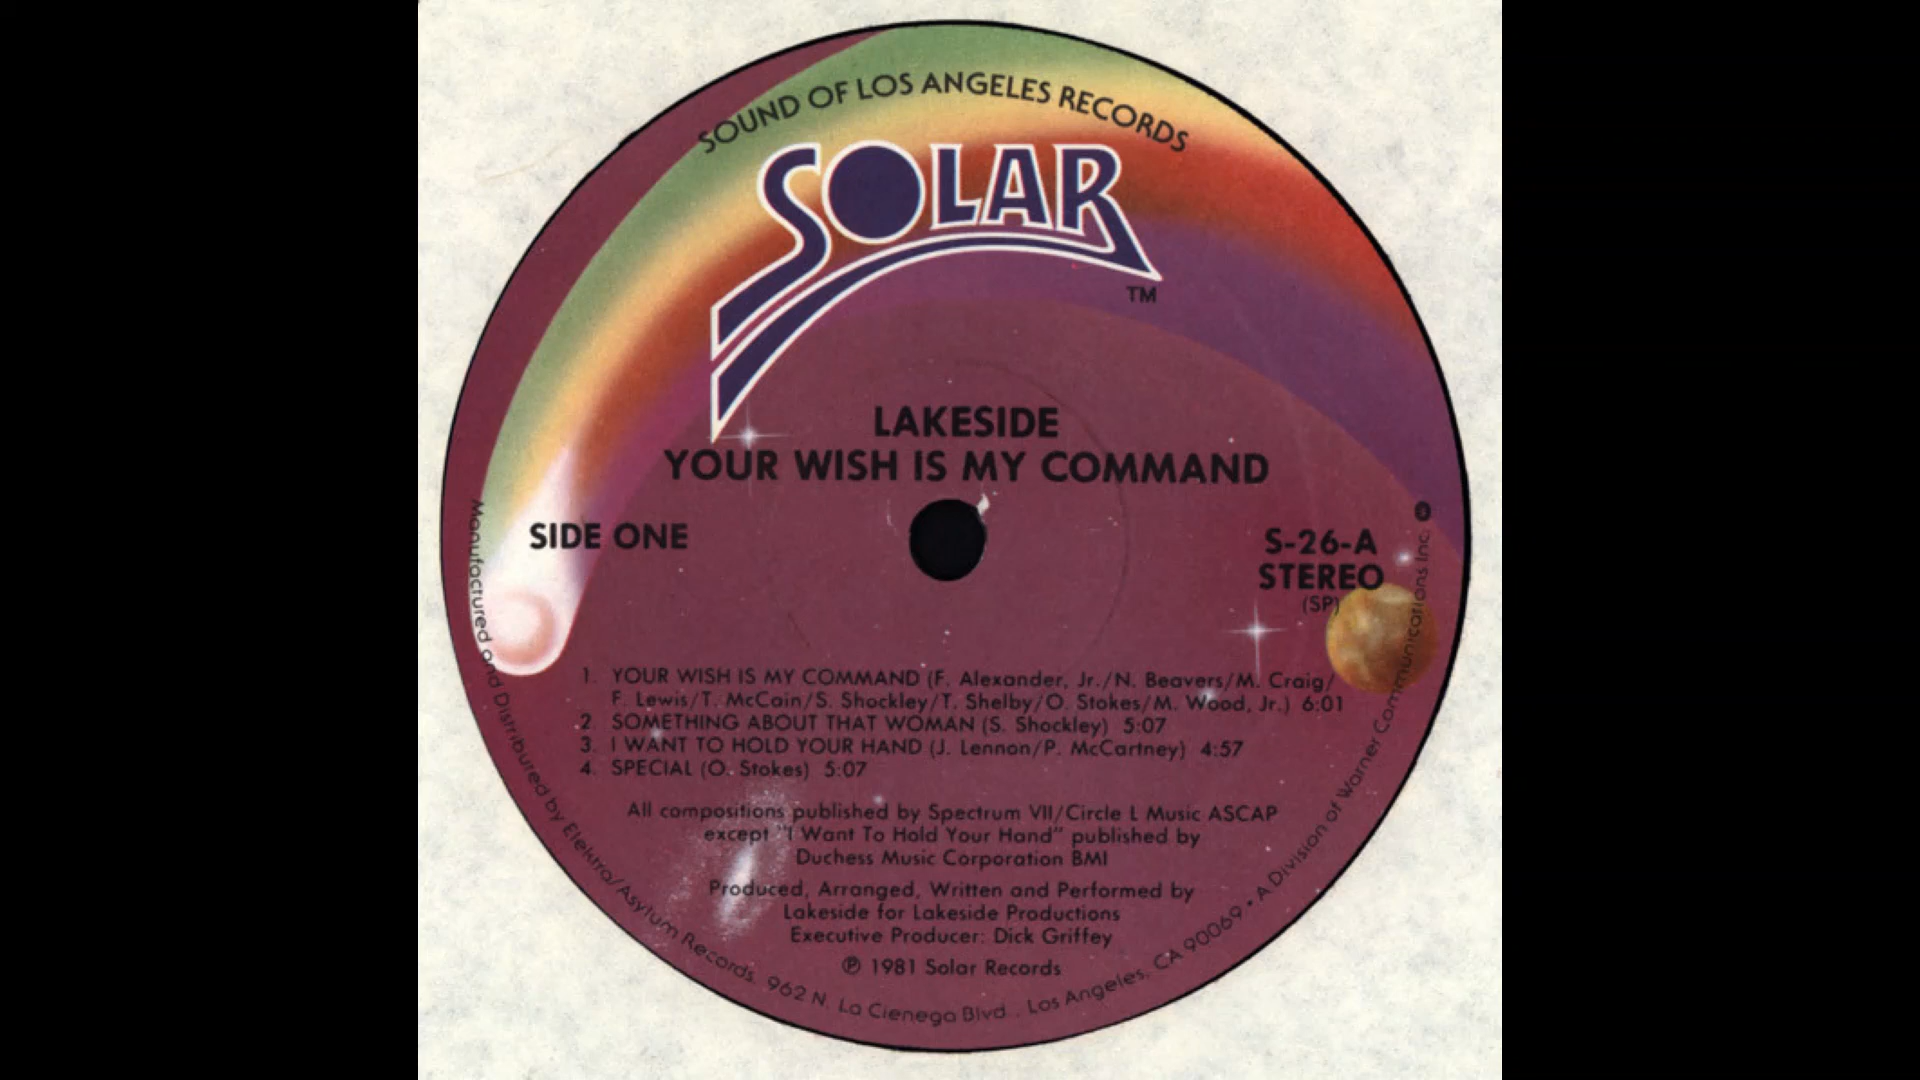 SOUND OF LOS ANGELES RECORDS
SOLAR
TM
LAKESIDE
YOUR WISH IS MY COMMAND
SIDE ONE
S-26-A
STEREO
(SP)
1. YOUR WISH IS MY COMMAND (F. Alexander, Jr./N. Beavers/M. Craig/
F. Lewis/T. McCain/S. Shockley/T. Shelby/O. Stokes/M. Wood, Jr.) 6:01
2. SOMETHING ABOUT THAT WOMAN (S. Shockley) 5:07
3. I WANT TO HOLD YOUR HAND (J. Lennon/P. McCartney) 4:57
4. SPECIAL (O. Stokes) 5:07
All compositions published by Spectrum VII/Circle L Music ASCAP
except "I Want To Hold Your Hand" published by
Duchess Music Corporation BMI
Produced, Arranged, Written and Performed by
Lakeside for Lakeside Productions
Executive Producer: Dick Griffey
℗ 1981 Solar Records
Manufactured and Distributed by Elektra/Asylum Records. 962 N. La Cienega Blvd., Los Angeles, CA 90069 • A Division of Warner Communications Inc.